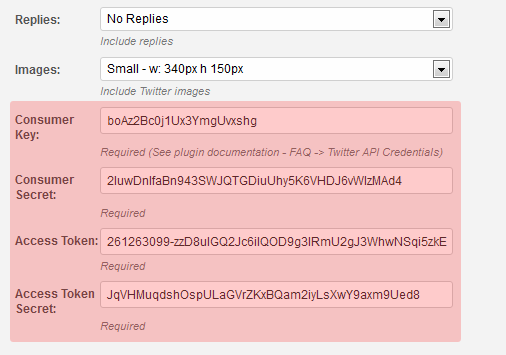 Replies: No Replies
Include replies
Images: Small - w: 340px h 150px
Include Twitter images
Consumer Key: boAz2Bc0j1Ux3YmgUvxshg
Required (See plugin documentation - FAQ -> Twitter API Credentials)
Consumer Secret: 2IuwDnIfaBn943SWJQTGDiuUhy5K6VHDJ6vWIzMAd4
Required
Access Token: 261263099-zzD8uIGQ2Jc6iIQOD9g3IRmU2gJ3WhwNSqi5zkE
Required
Access Token Secret: JqVHMuqdshOspULaGVrZKxBQam2iyLsXwY9axm9Ued8
Required